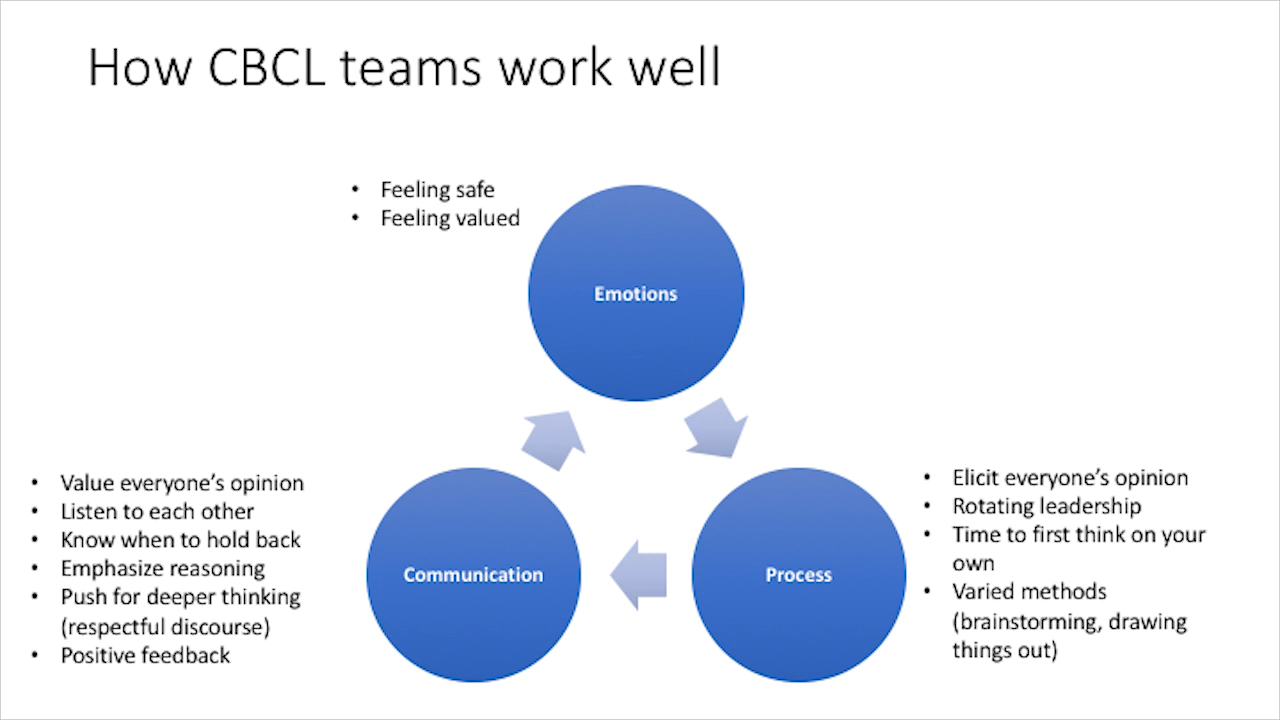 How CBCL teams work well
• Feeling safe
• Feeling valued
Emotions
• Value everyone’s opinion
• Listen to each other
• Know when to hold back
• Emphasize reasoning
• Push for deeper thinking
(respectful discourse)
• Positive feedback
Communication
Process
• Elicit everyone’s opinion
• Rotating leadership
• Time to first think on your
own
• Varied methods
(brainstorming, drawing
things out)